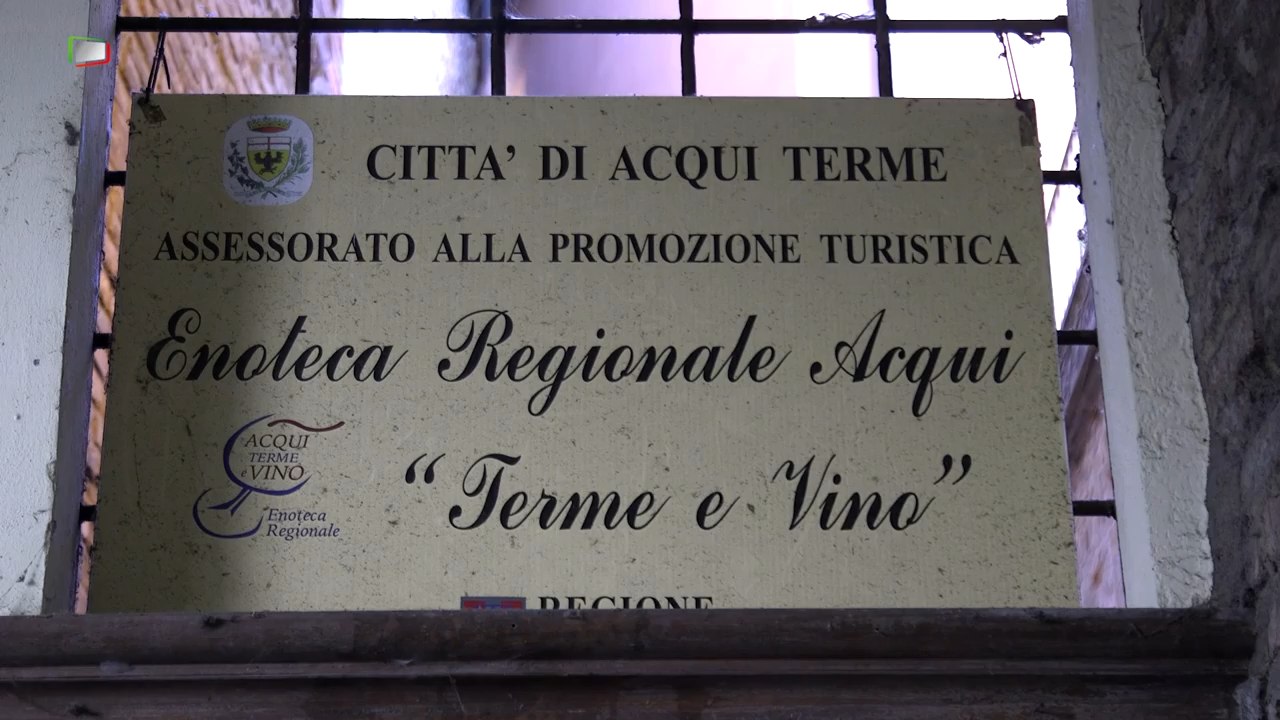 CITTA' DI ACQUI TERME
ASSESSORATO ALLA PROMOZIONE TURISTICA
Enoteca Regionale Acqui
"Terme e Vino"
ACQUI
TERME
e VINO
Enoteca
Regionale
REGIONE